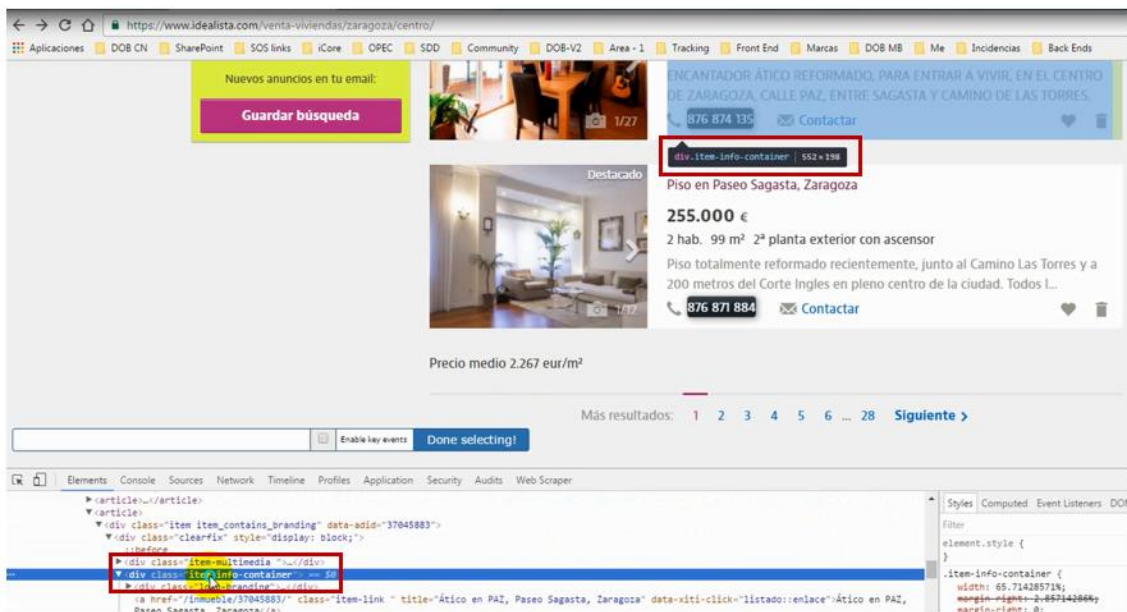 https://www.idealista.com/venta-viviendas/zaragoza/centro/
Aplicaciones DOB CN SharePoint SOS links iCore OPEC SDD Community DOB-V2 Area - 1 Tracking Front End Marcas DOB MB Me Incidencias Back Ends
Nuevos anuncios en tu email:
Guardar búsqueda
1/27
ENCANTADOR ÁTICO REFORMADO, PARA ENTRAR A VIVIR, EN EL CENTRO
DE ZARAGOZA, CALLE PAZ, ENTRE SAGASTA Y CAMINO DE LAS TORRES.
876 874 135 Contactar
div.item-info-container | 552×198
Destacado
Piso en Paseo Sagasta, Zaragoza
255.000 €
2 hab. 99 m² 2ª planta exterior con ascensor
Piso totalmente reformado recientemente, junto al Camino Las Torres y a
200 metros del Corte Ingles en pleno centro de la ciudad. Todos l...
1/17
876 871 884 Contactar
Precio medio 2.267 eur/m²
Más resultados: 1 2 3 4 5 6 ... 28 Siguiente >
Enable key events Done selecting!
Elements Console Sources Network Timeline Profiles Application Security Audits Web Scraper
<article>…</article>
<article>
<div class="item item_contains_branding" data-adid="37045883">
<div class="clearfix" style="display: block;">
::before
<div class="item-multimedia ">…</div>
<div class="item-info-container"> == $0
<div class="logo-branding">…</div>
<a href="/inmueble/37045883/" class="item-link " title="Ático en PAZ, Paseo Sagasta, Zaragoza" data-xiti-click="listado::enlace">Ático en PAZ,
Paseo Sagasta, Zaragoza</a>
Styles Computed Event Listeners
Filter
element.style {
}
.item-info-container {
width: 65.71428571%;
margin-right: 2.85714286%;
margin-right: 0;